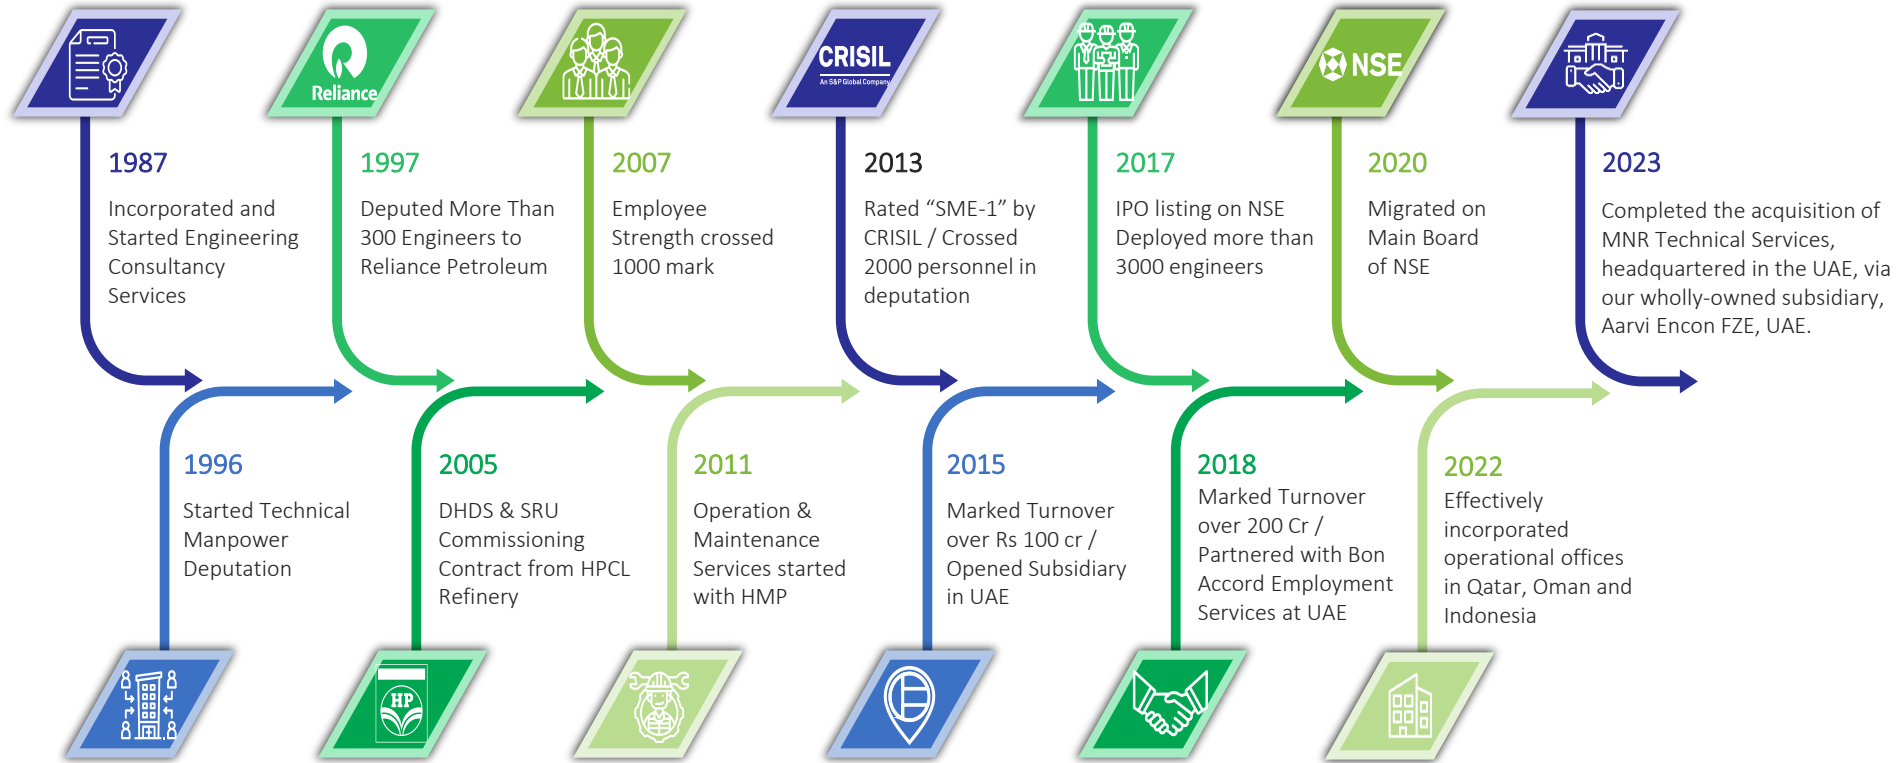 Reliance
CRISIL
An S&P Global Company
NSE
1987
Incorporated and
Started Engineering
Consultancy
Services
1997
Deputed More Than
300 Engineers to
Reliance Petroleum
2007
Employee
Strength crossed
1000 mark
2013
Rated “SME-1” by
CRISIL / Crossed
2000 personnel in
deputation
2017
IPO listing on NSE
Deployed more than
3000 engineers
2020
Migrated on
Main Board
of NSE
2023
Completed the acquisition of
MNR Technical Services,
headquartered in the UAE, via
our wholly-owned subsidiary,
Aarvi Encon FZE, UAE.
1996
Started Technical
Manpower
Deputation
2005
DHDS & SRU
Commissioning
Contract from HPCL
Refinery
2011
Operation &
Maintenance
Services started
with HMP
2015
Marked Turnover
over Rs 100 cr /
Opened Subsidiary
in UAE
2018
Marked Turnover
over 200 Cr /
Partnered with Bon
Accord Employment
Services at UAE
2022
Effectively
incorporated
operational offices
in Qatar, Oman and
Indonesia
HP